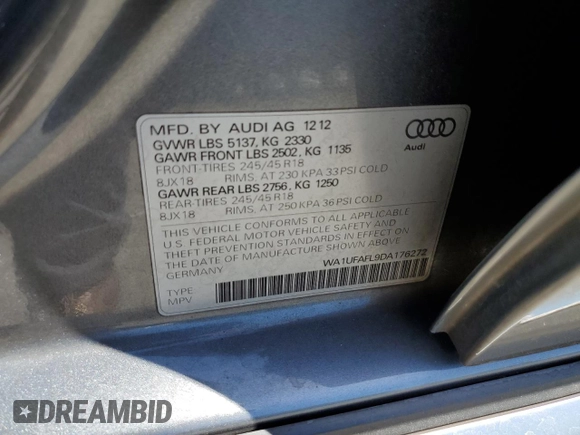 MFD. BY AUDI AG 12 12
GVWR LBS 5137, KG 2330
GAWR FRONT LBS 2502, KG 1135
FRONT-TIRES 245/45 R18
8JX18 RIMS. AT 230 KPA 33 PSI COLD
GAWR REAR LBS 2756, KG 1250
REAR-TIRES 245/45 R18
8JX18 RIMS. AT 250 KPA 36 PSI COLD
THIS VEHICLE CONFORMS TO ALL APPLICABLE
U.S. FEDERAL MOTOR VEHICLE SAFETY AND
THEFT PREVENTION STANDARDS IN EFFECT ON
THE DATE OF MANUFACTURE SHOWN ABOVE
GERMANY
WA1UFAFL9DA176272
TYPE
MPV
Audi
DREAMBID